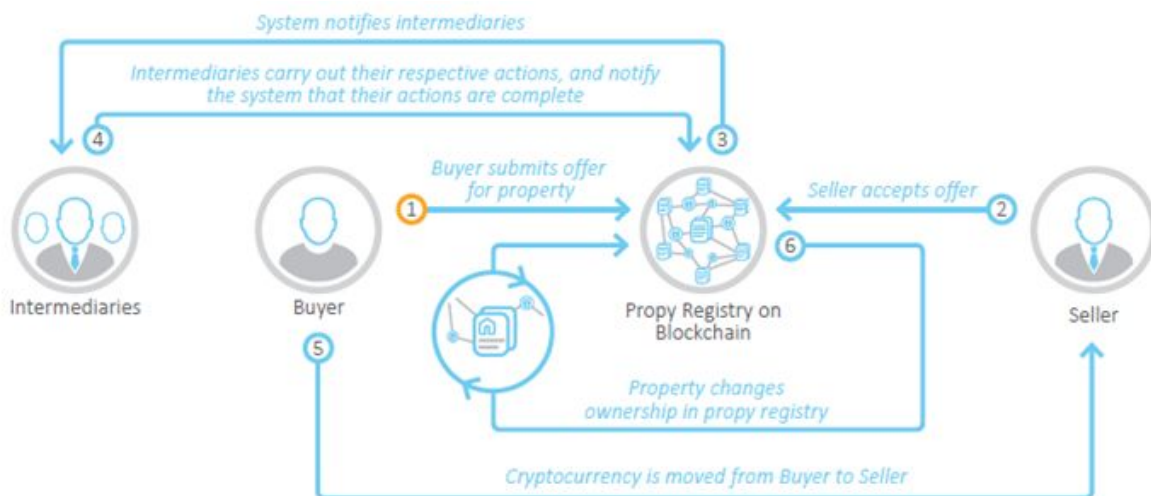 System notifies intermediaries
Intermediaries carry out their respective actions, and notify
the system that their actions are complete
4
3
Buyer submits offer
for property
1
Seller accepts offer
2
6
Intermediaries
Buyer
Propy Registry on
Blockchain
Seller
5
Property changes
ownership in propy registry
Cryptocurrency is moved from Buyer to Seller